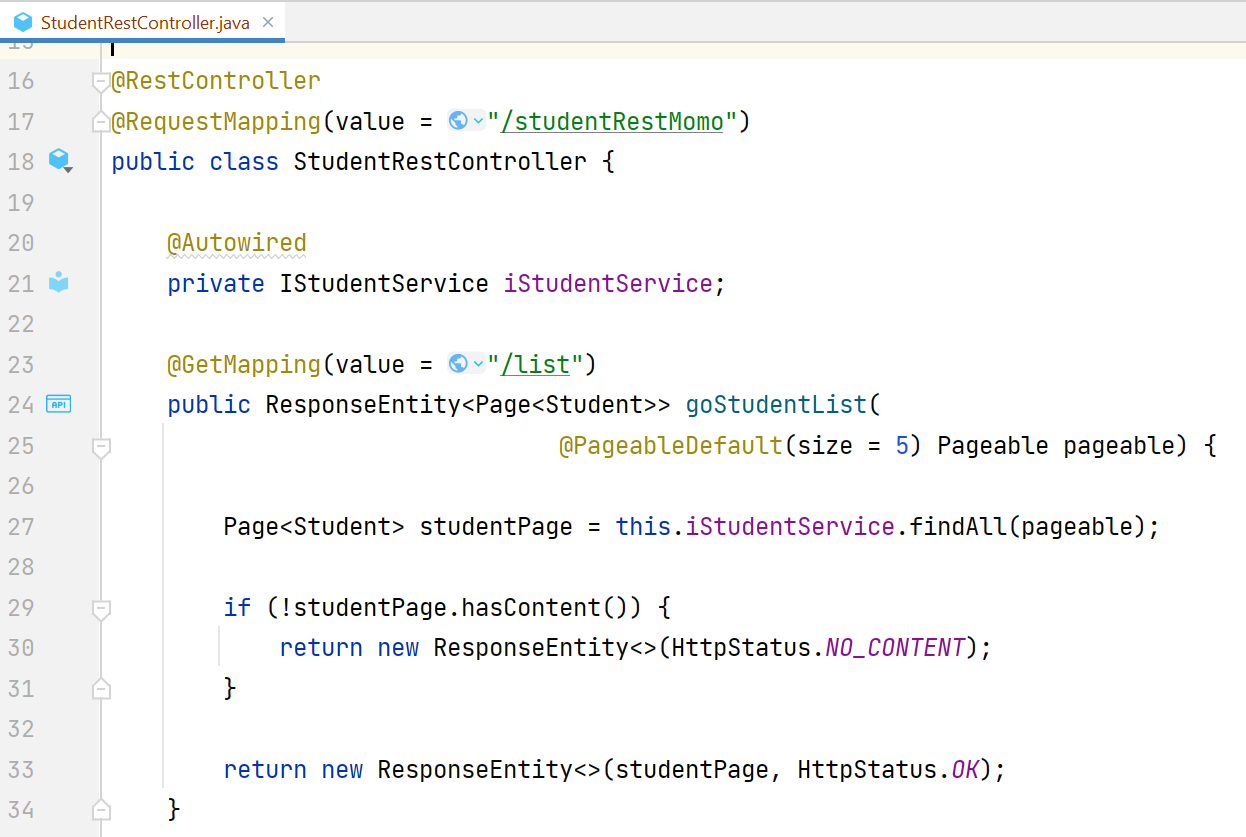 StudentRestController.java
15
16 @RestController
17 @RequestMapping(value = "/studentRestMomo")
18 public class StudentRestController {
19
20 @Autowired
21 private IStudentService iStudentService;
22
23 @GetMapping(value = "/list")
24 API public ResponseEntity<Page<Student>> goStudentList(
25 @PageableDefault(size = 5) Pageable pageable) {
26
27 Page<Student> studentPage = this.iStudentService.findAll(pageable);
28
29 if (!studentPage.hasContent()) {
30 return new ResponseEntity<>(HttpStatus.NO_CONTENT);
31 }
32
33 return new ResponseEntity<>(studentPage, HttpStatus.OK);
34 }